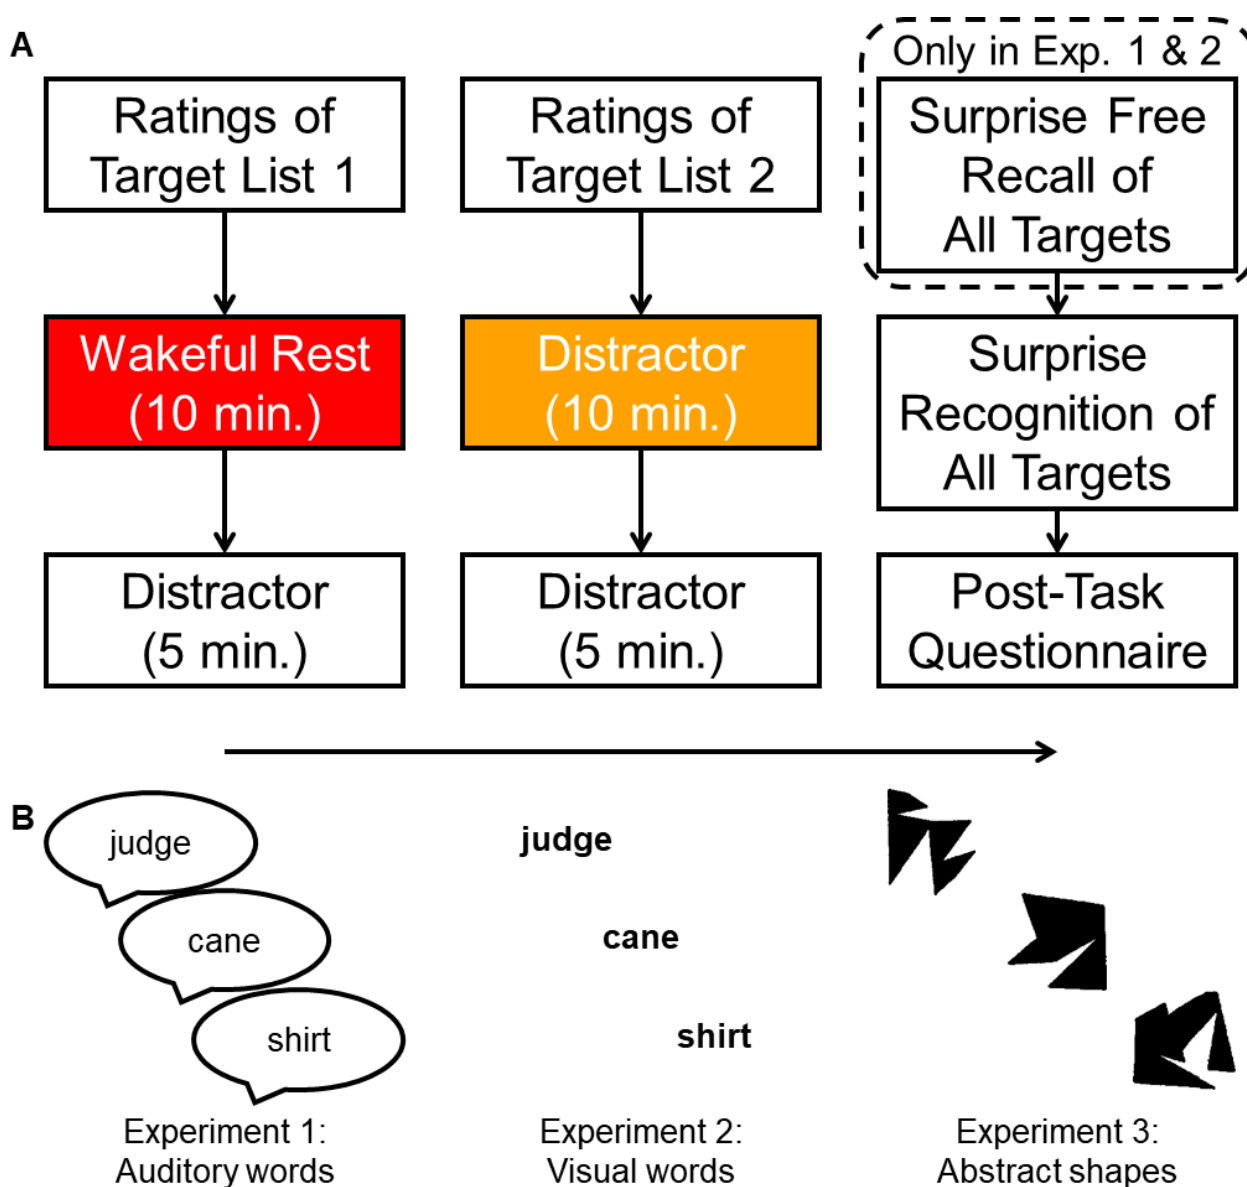 A
Ratings of
Target List 1
Wakeful Rest
(10 min.)
Distractor
(5 min.)
Ratings of
Target List 2
Distractor
(10 min.)
Distractor
(5 min.)
Only in Exp. 1 & 2
Surprise Free
Recall of
All Targets
Surprise
Recognition of
All Targets
Post-Task
Questionnaire
B
judge
cane
shirt
Experiment 1:
Auditory words
judge
cane
shirt
Experiment 2:
Visual words
Experiment 3:
Abstract shapes